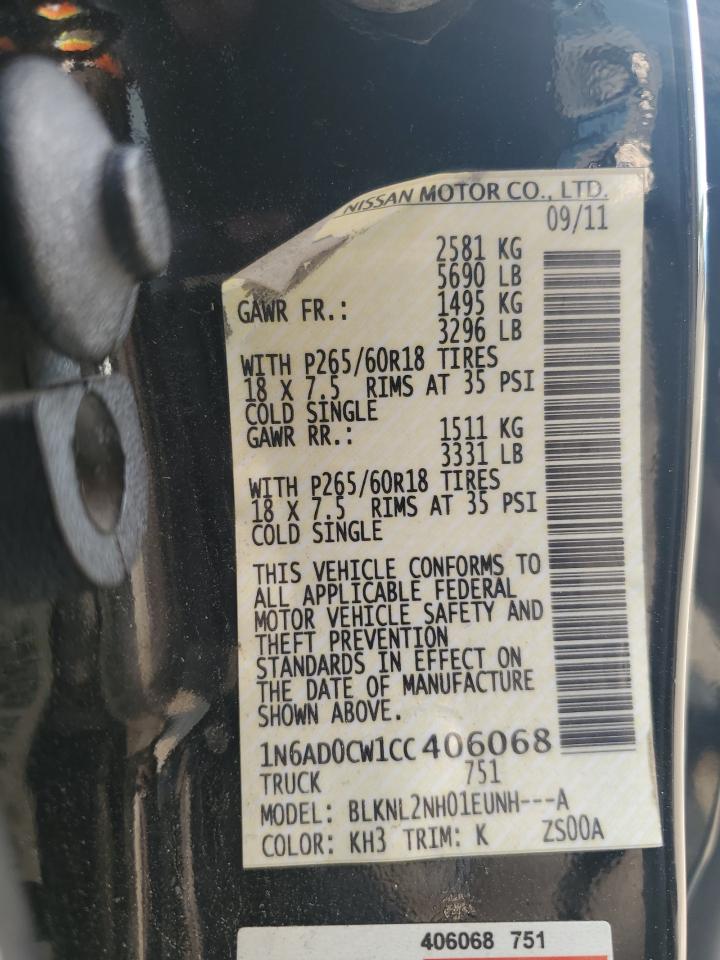 NISSAN MOTOR CO., LTD.
09/11
2581 KG
5690 LB
GAWR FR.: 1495 KG
3296 LB
WITH P265/60R18 TIRES
18 X 7.5 RIMS AT 35 PSI
COLD SINGLE
GAWR RR.: 1511 KG
3331 LB
WITH P265/60R18 TIRES
18 X 7.5 RIMS AT 35 PSI
COLD SINGLE
THIS VEHICLE CONFORMS TO
ALL APPLICABLE FEDERAL
MOTOR VEHICLE SAFETY AND
THEFT PREVENTION
STANDARDS IN EFFECT ON
THE DATE OF MANUFACTURE
SHOWN ABOVE.
1N6AD0CW1CC406068
TRUCK 751
MODEL: BLKNL2NH01EUNH---A
COLOR: KH3 TRIM: K ZS00A
406068 751